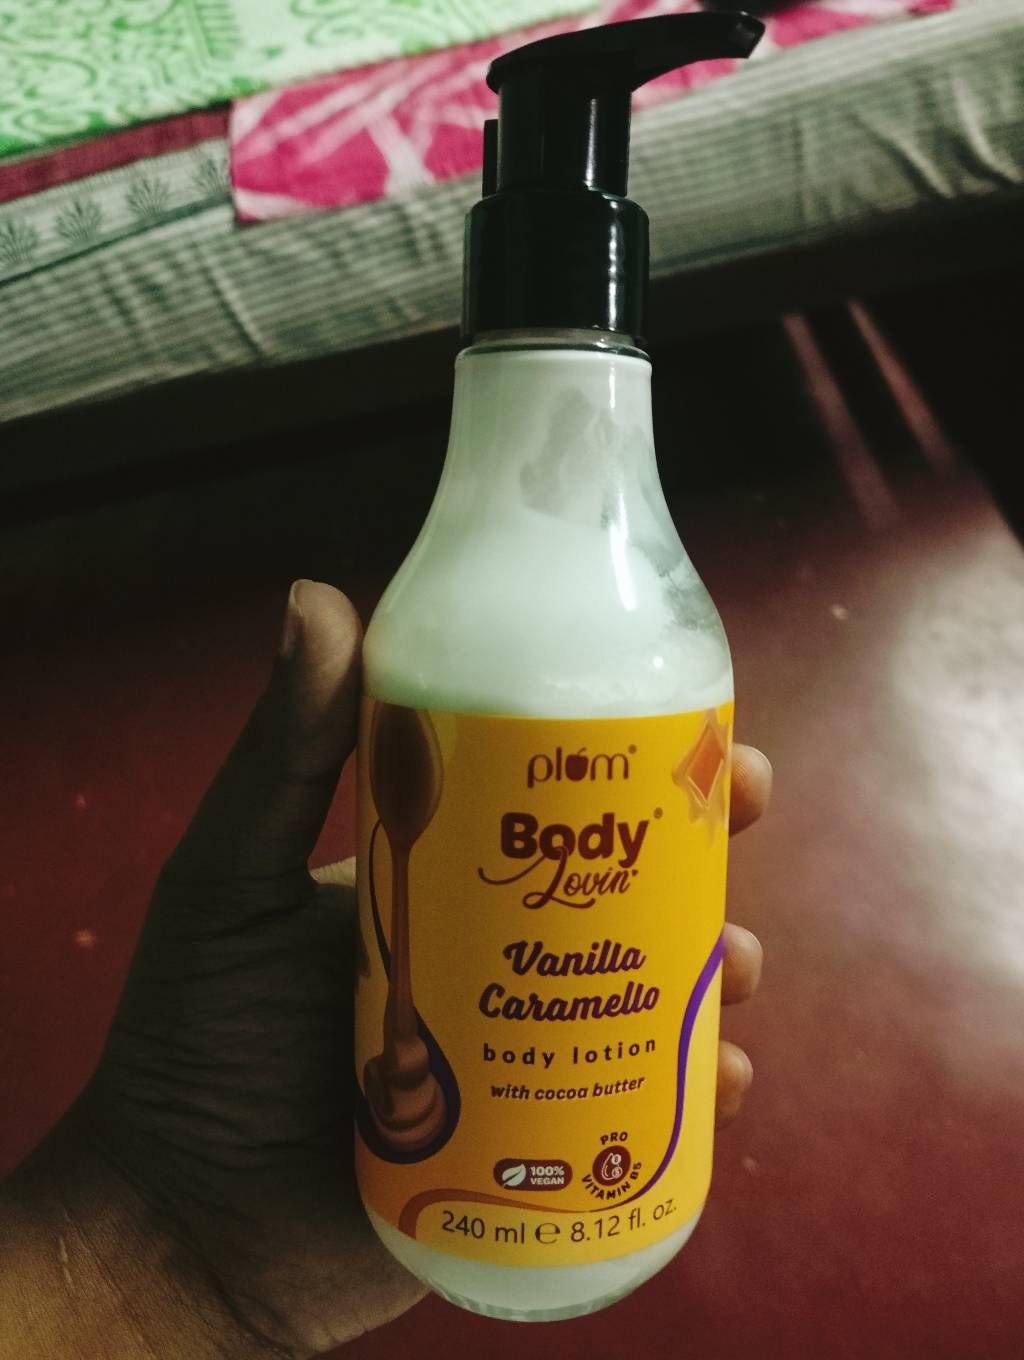 plum®
Body®
Lovin'
Vanilla
Caramello
body lotion
with cocoa butter
100%
VEGAN
PRO
VITAMIN B5
240 ml ℮ 8.12 fl. oz.